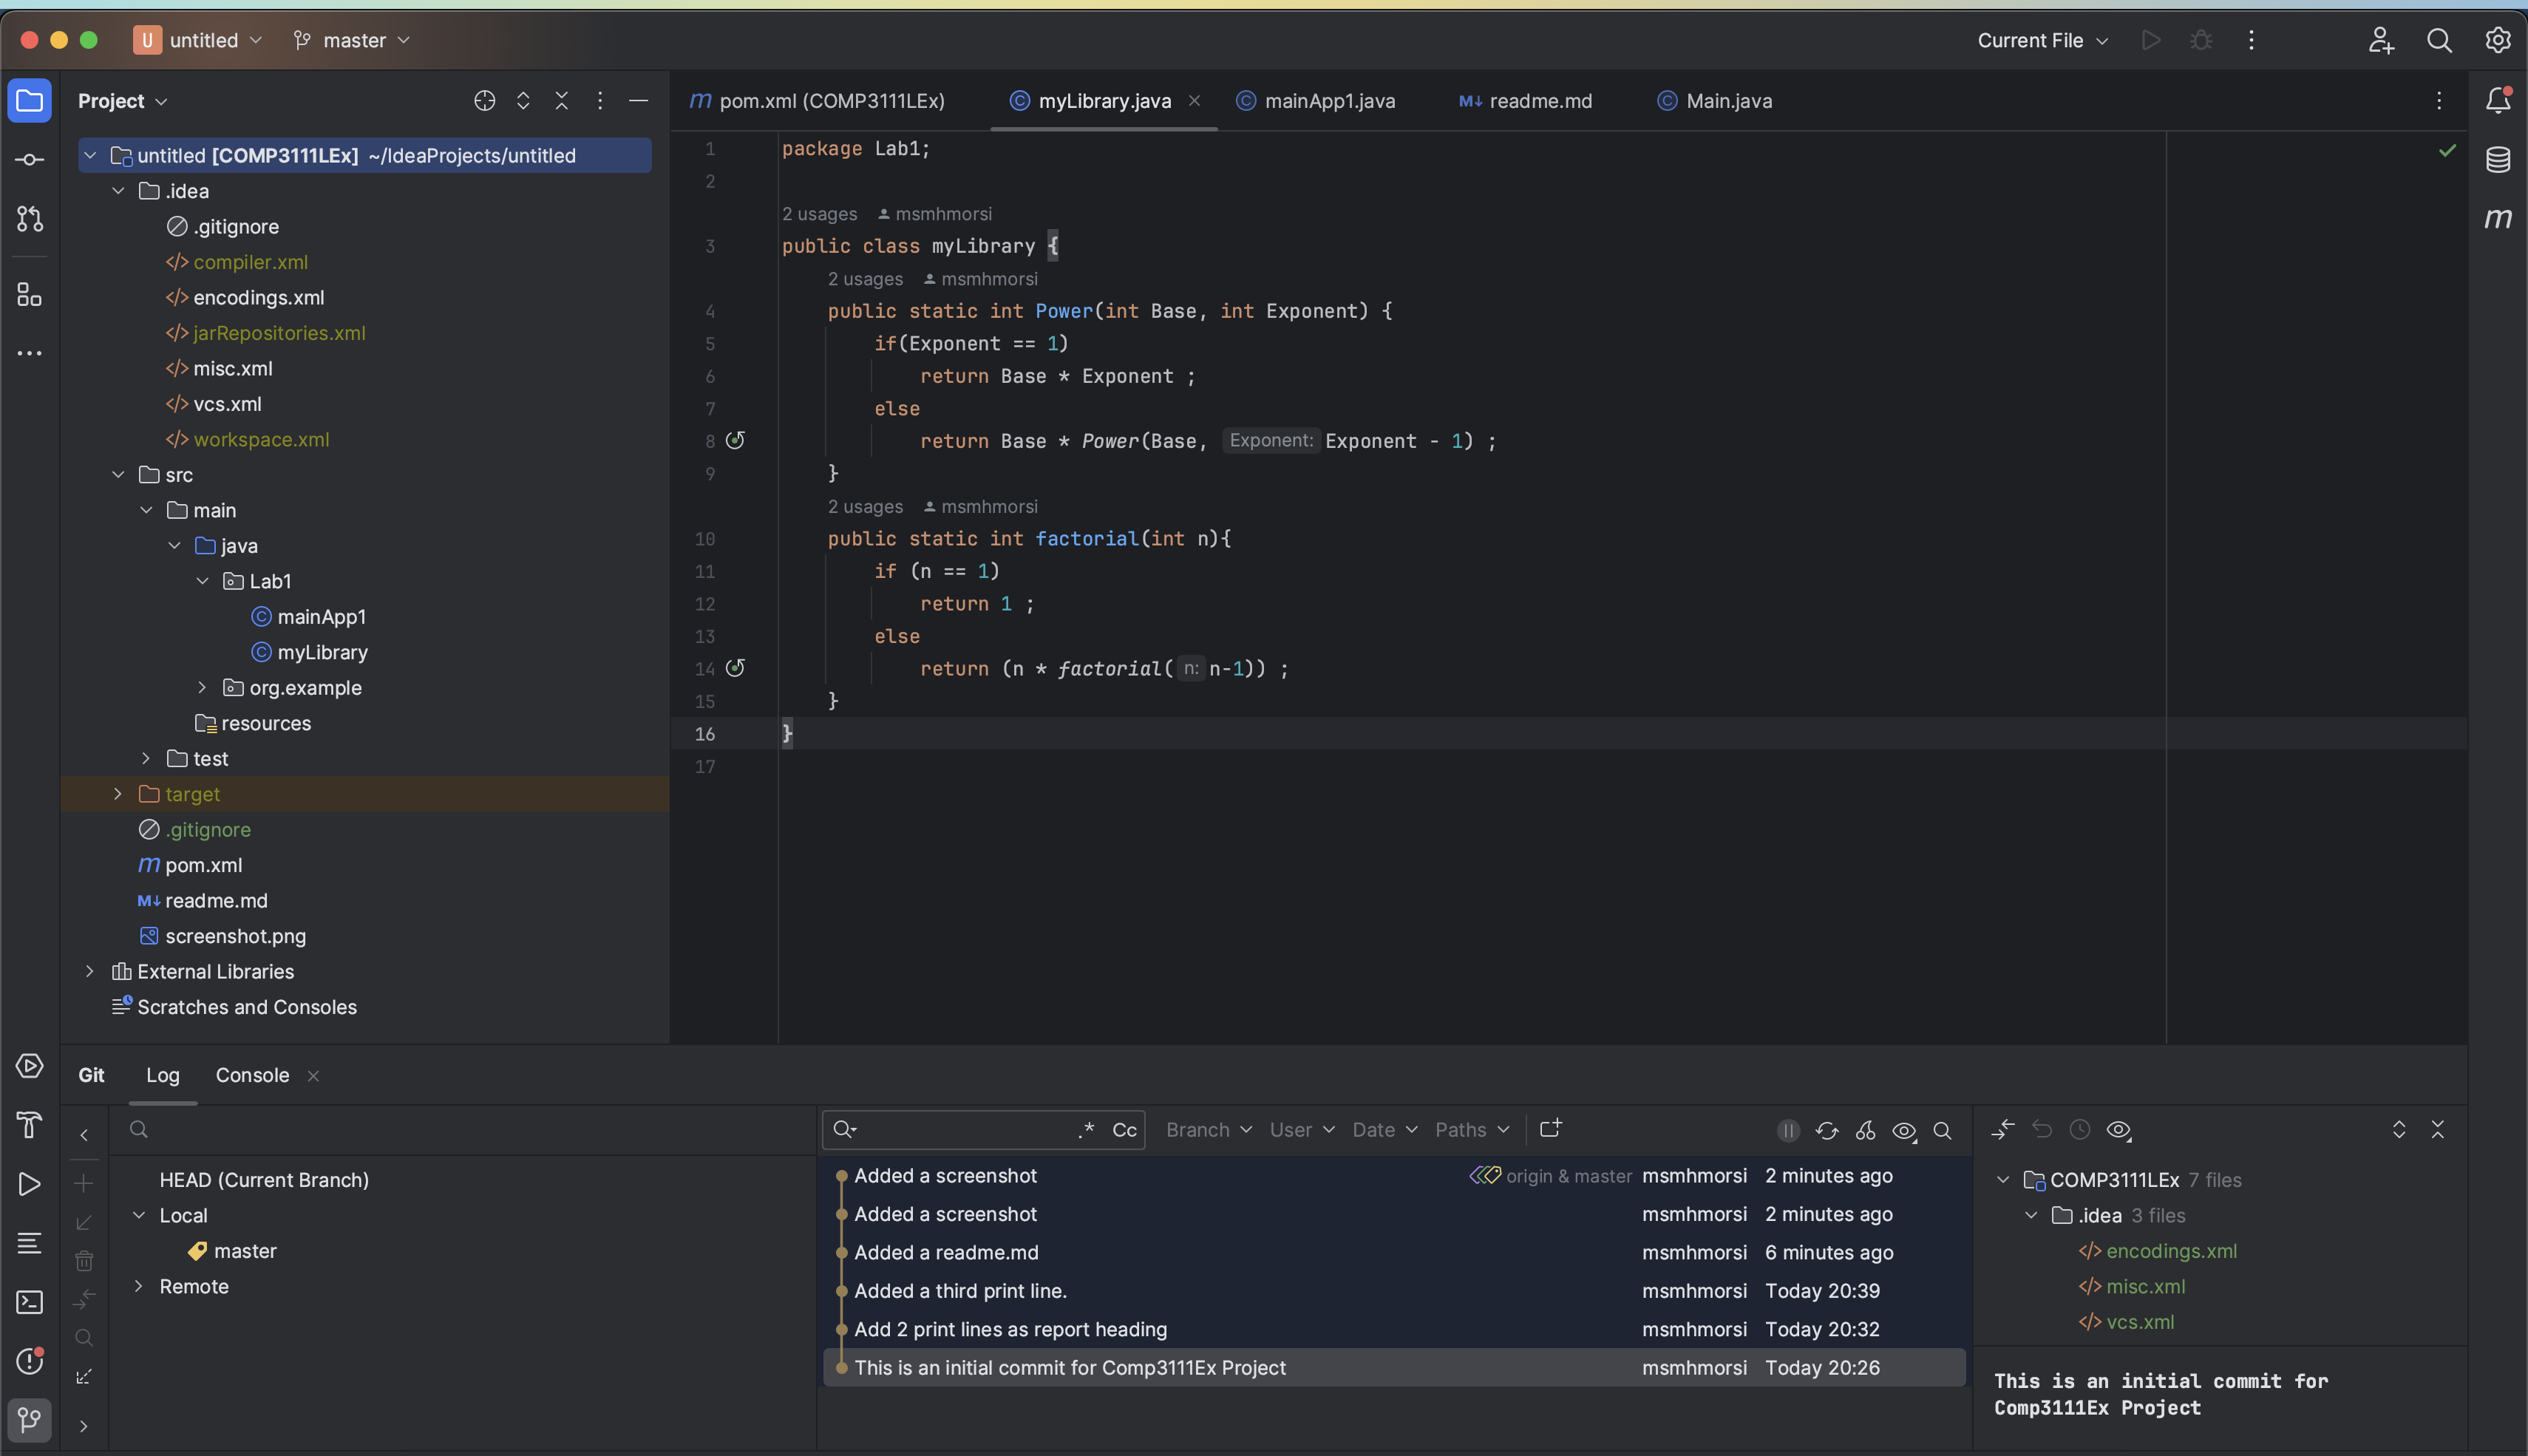 U untitled master Current File
Project
untitled [COMP3111LEx] ~/IdeaProjects/untitled
.idea
.gitignore
compiler.xml
encodings.xml
jarRepositories.xml
misc.xml
vcs.xml
workspace.xml
src
main
java
Lab1
mainApp1
myLibrary
org.example
resources
test
target
.gitignore
m pom.xml
M↓ readme.md
screenshot.png
External Libraries
Scratches and Consoles
m pom.xml (COMP3111LEx) myLibrary.java mainApp1.java M↓ readme.md Main.java
1 package Lab1;
2
2 usages msmhmorsi
3 public class myLibrary {
2 usages msmhmorsi
4 public static int Power(int Base, int Exponent) {
5 if(Exponent == 1)
6 return Base * Exponent ;
7 else
8 return Base * Power(Base, Exponent: Exponent - 1) ;
9 }
2 usages msmhmorsi
10 public static int factorial(int n){
11 if (n == 1)
12 return 1 ;
13 else
14 return (n * factorial( n: n-1)) ;
15 }
16 }
17
m
Git Log Console
HEAD (Current Branch)
Local
master
Remote
.* Cc Branch User Date Paths
Added a screenshot origin & master msmhmorsi 2 minutes ago
Added a screenshot msmhmorsi 2 minutes ago
Added a readme.md msmhmorsi 6 minutes ago
Added a third print line. msmhmorsi Today 20:39
Add 2 print lines as report heading msmhmorsi Today 20:32
This is an initial commit for Comp3111Ex Project msmhmorsi Today 20:26
COMP3111LEx 7 files
.idea 3 files
encodings.xml
misc.xml
vcs.xml
This is an initial commit for
Comp3111Ex Project